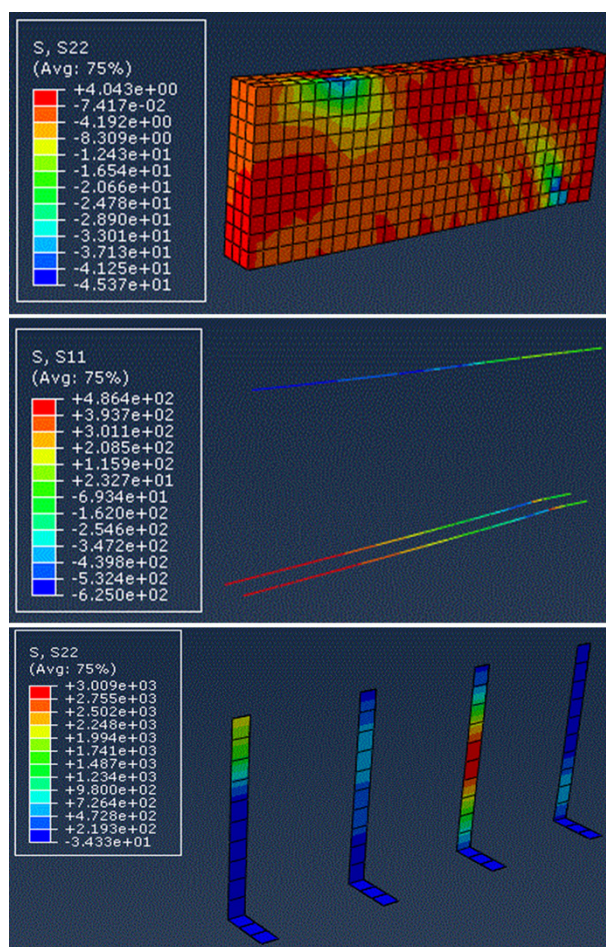 S, S22
(Avg: 75%)
+4.043e+00
-7.417e-02
-4.192e+00
-8.309e+00
-1.243e+01
-1.654e+01
-2.066e+01
-2.478e+01
-2.890e+01
-3.301e+01
-3.713e+01
-4.125e+01
-4.537e+01
S, S11
(Avg: 75%)
+4.864e+02
+3.937e+02
+3.011e+02
+2.085e+02
+1.159e+02
+2.327e+01
-6.934e+01
-1.620e+02
-2.546e+02
-3.472e+02
-4.398e+02
-5.324e+02
-6.250e+02
S, S22
(Avg: 75%)
+3.009e+03
+2.755e+03
+2.502e+03
+2.248e+03
+1.994e+03
+1.741e+03
+1.487e+03
+1.234e+03
+9.800e+02
+7.264e+02
+4.728e+02
+2.193e+02
-3.433e+01